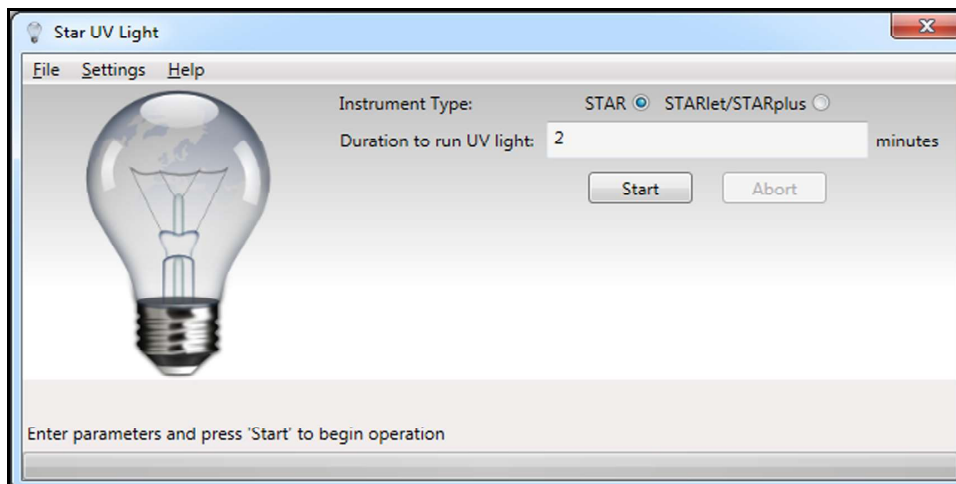 Star UV Light
File Settings Help
Instrument Type: STAR STARlet/STARplus
Duration to run UV light: 2 minutes
Start Abort
Enter parameters and press 'Start' to begin operation